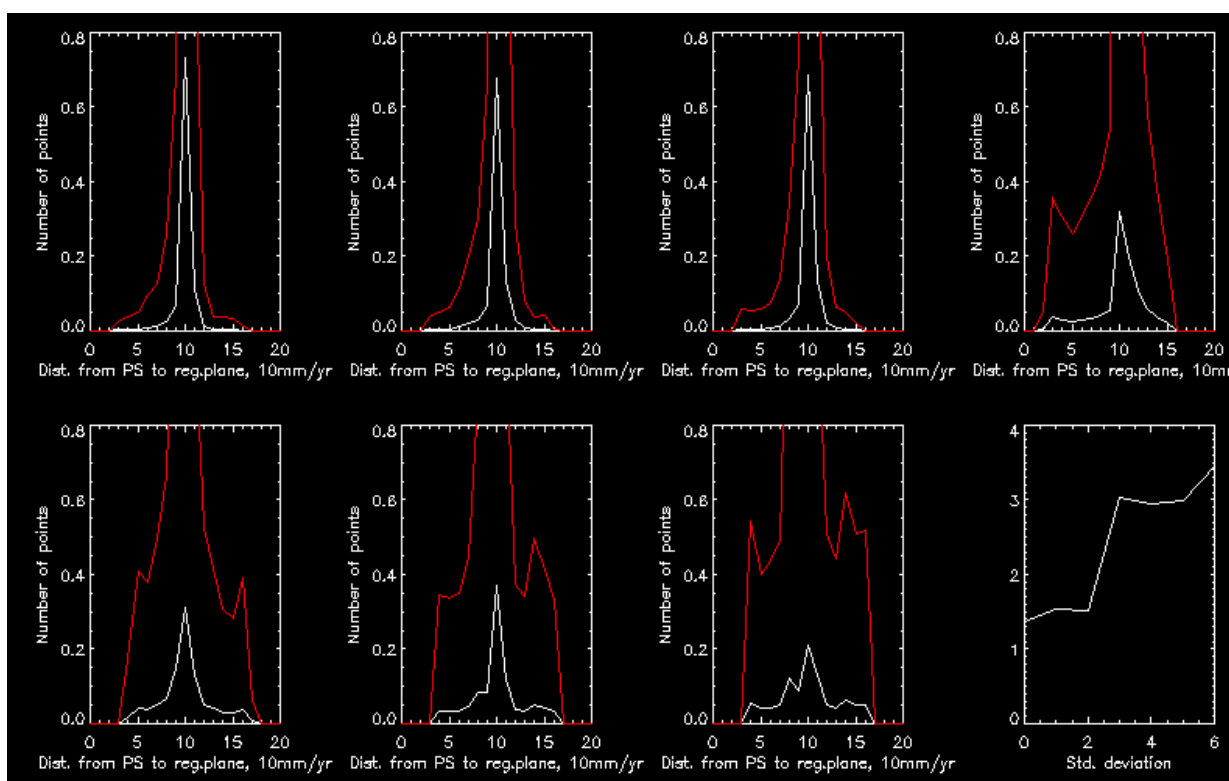 Number of points
0.8
0.6
0.4
0.2
0.0
0 5 10 15 20
Dist. from PS to reg.plane, 10mm/yr
Number of points
0.8
0.6
0.4
0.2
0.0
0 5 10 15 20
Dist. from PS to reg.plane, 10mm/yr
Number of points
0.8
0.6
0.4
0.2
0.0
0 5 10 15 20
Dist. from PS to reg.plane, 10mm/yr
Number of points
0.8
0.6
0.4
0.2
0.0
0 5 10 15 20
Dist. from PS to reg.plane, 10m
Number of points
0.8
0.6
0.4
0.2
0.0
0 5 10 15 20
Dist. from PS to reg.plane, 10mm/yr
Number of points
0.8
0.6
0.4
0.2
0.0
0 5 10 15 20
Dist. from PS to reg.plane, 10mm/yr
Number of points
0.8
0.6
0.4
0.2
0.0
0 5 10 15 20
Dist. from PS to reg.plane, 10mm/yr
4
3
2
1
0
0 2 4 6
Std. deviation